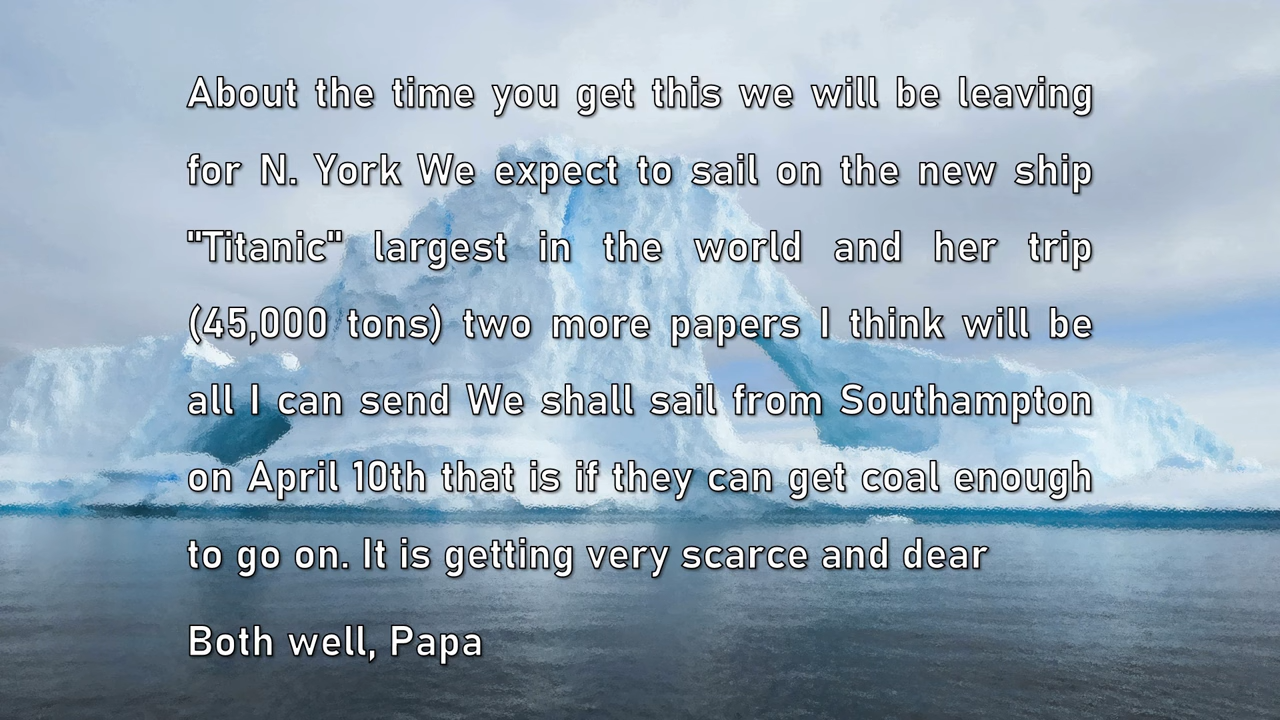 About the time you get this we will be leaving
for N. York We expect to sail on the new ship
"Titanic" largest in the world and her trip
(45,000 tons) two more papers I think will be
all I can send We shall sail from Southampton
on April 10th that is if they can get coal enough
to go on. It is getting very scarce and dear
Both well, Papa